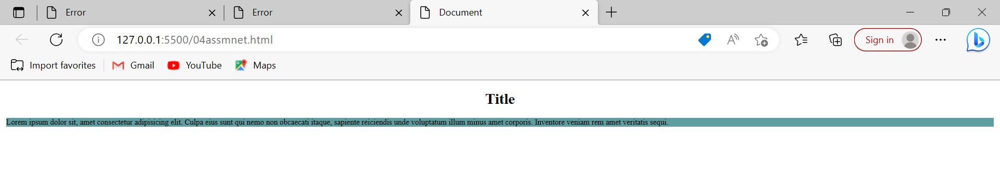 Error
Error
Document
127.0.0.1:5500/04assmnet.html
Sign in
Import favorites
Gmail
YouTube
Maps
Title
Lorem ipsum dolor sit, amet consectetur adipisicing elit. Culpa eius sunt qui nemo non obcaecati itaque, sapiente reiciendis unde voluptatum illum minus amet corporis. Inventore veniam rem amet veritatis sequi.